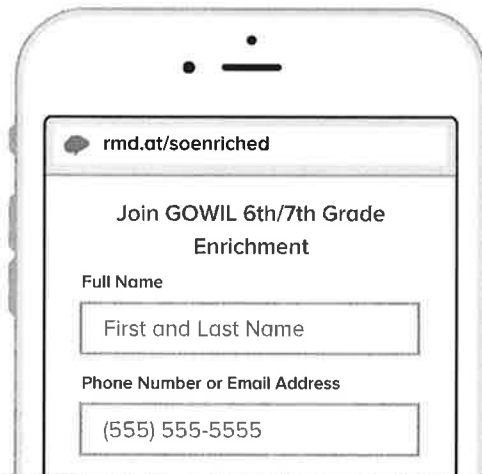 rmd.at/soenriched
Join GOWIL 6th/7th Grade
Enrichment
Full Name
First and Last Name
Phone Number or Email Address
(555) 555-5555